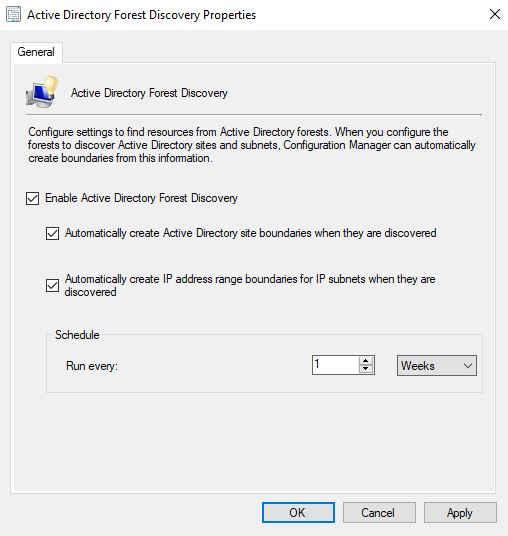 Active Directory Forest Discovery Properties
General
Active Directory Forest Discovery
Configure settings to find resources from Active Directory forests. When you configure the
forests to discover Active Directory sites and subnets, Configuration Manager can automatically
create boundaries from this information.
Enable Active Directory Forest Discovery
Automatically create Active Directory site boundaries when they are discovered
Automatically create IP address range boundaries for IP subnets when they are
discovered
Schedule
Run every: 1 Weeks
OK Cancel Apply